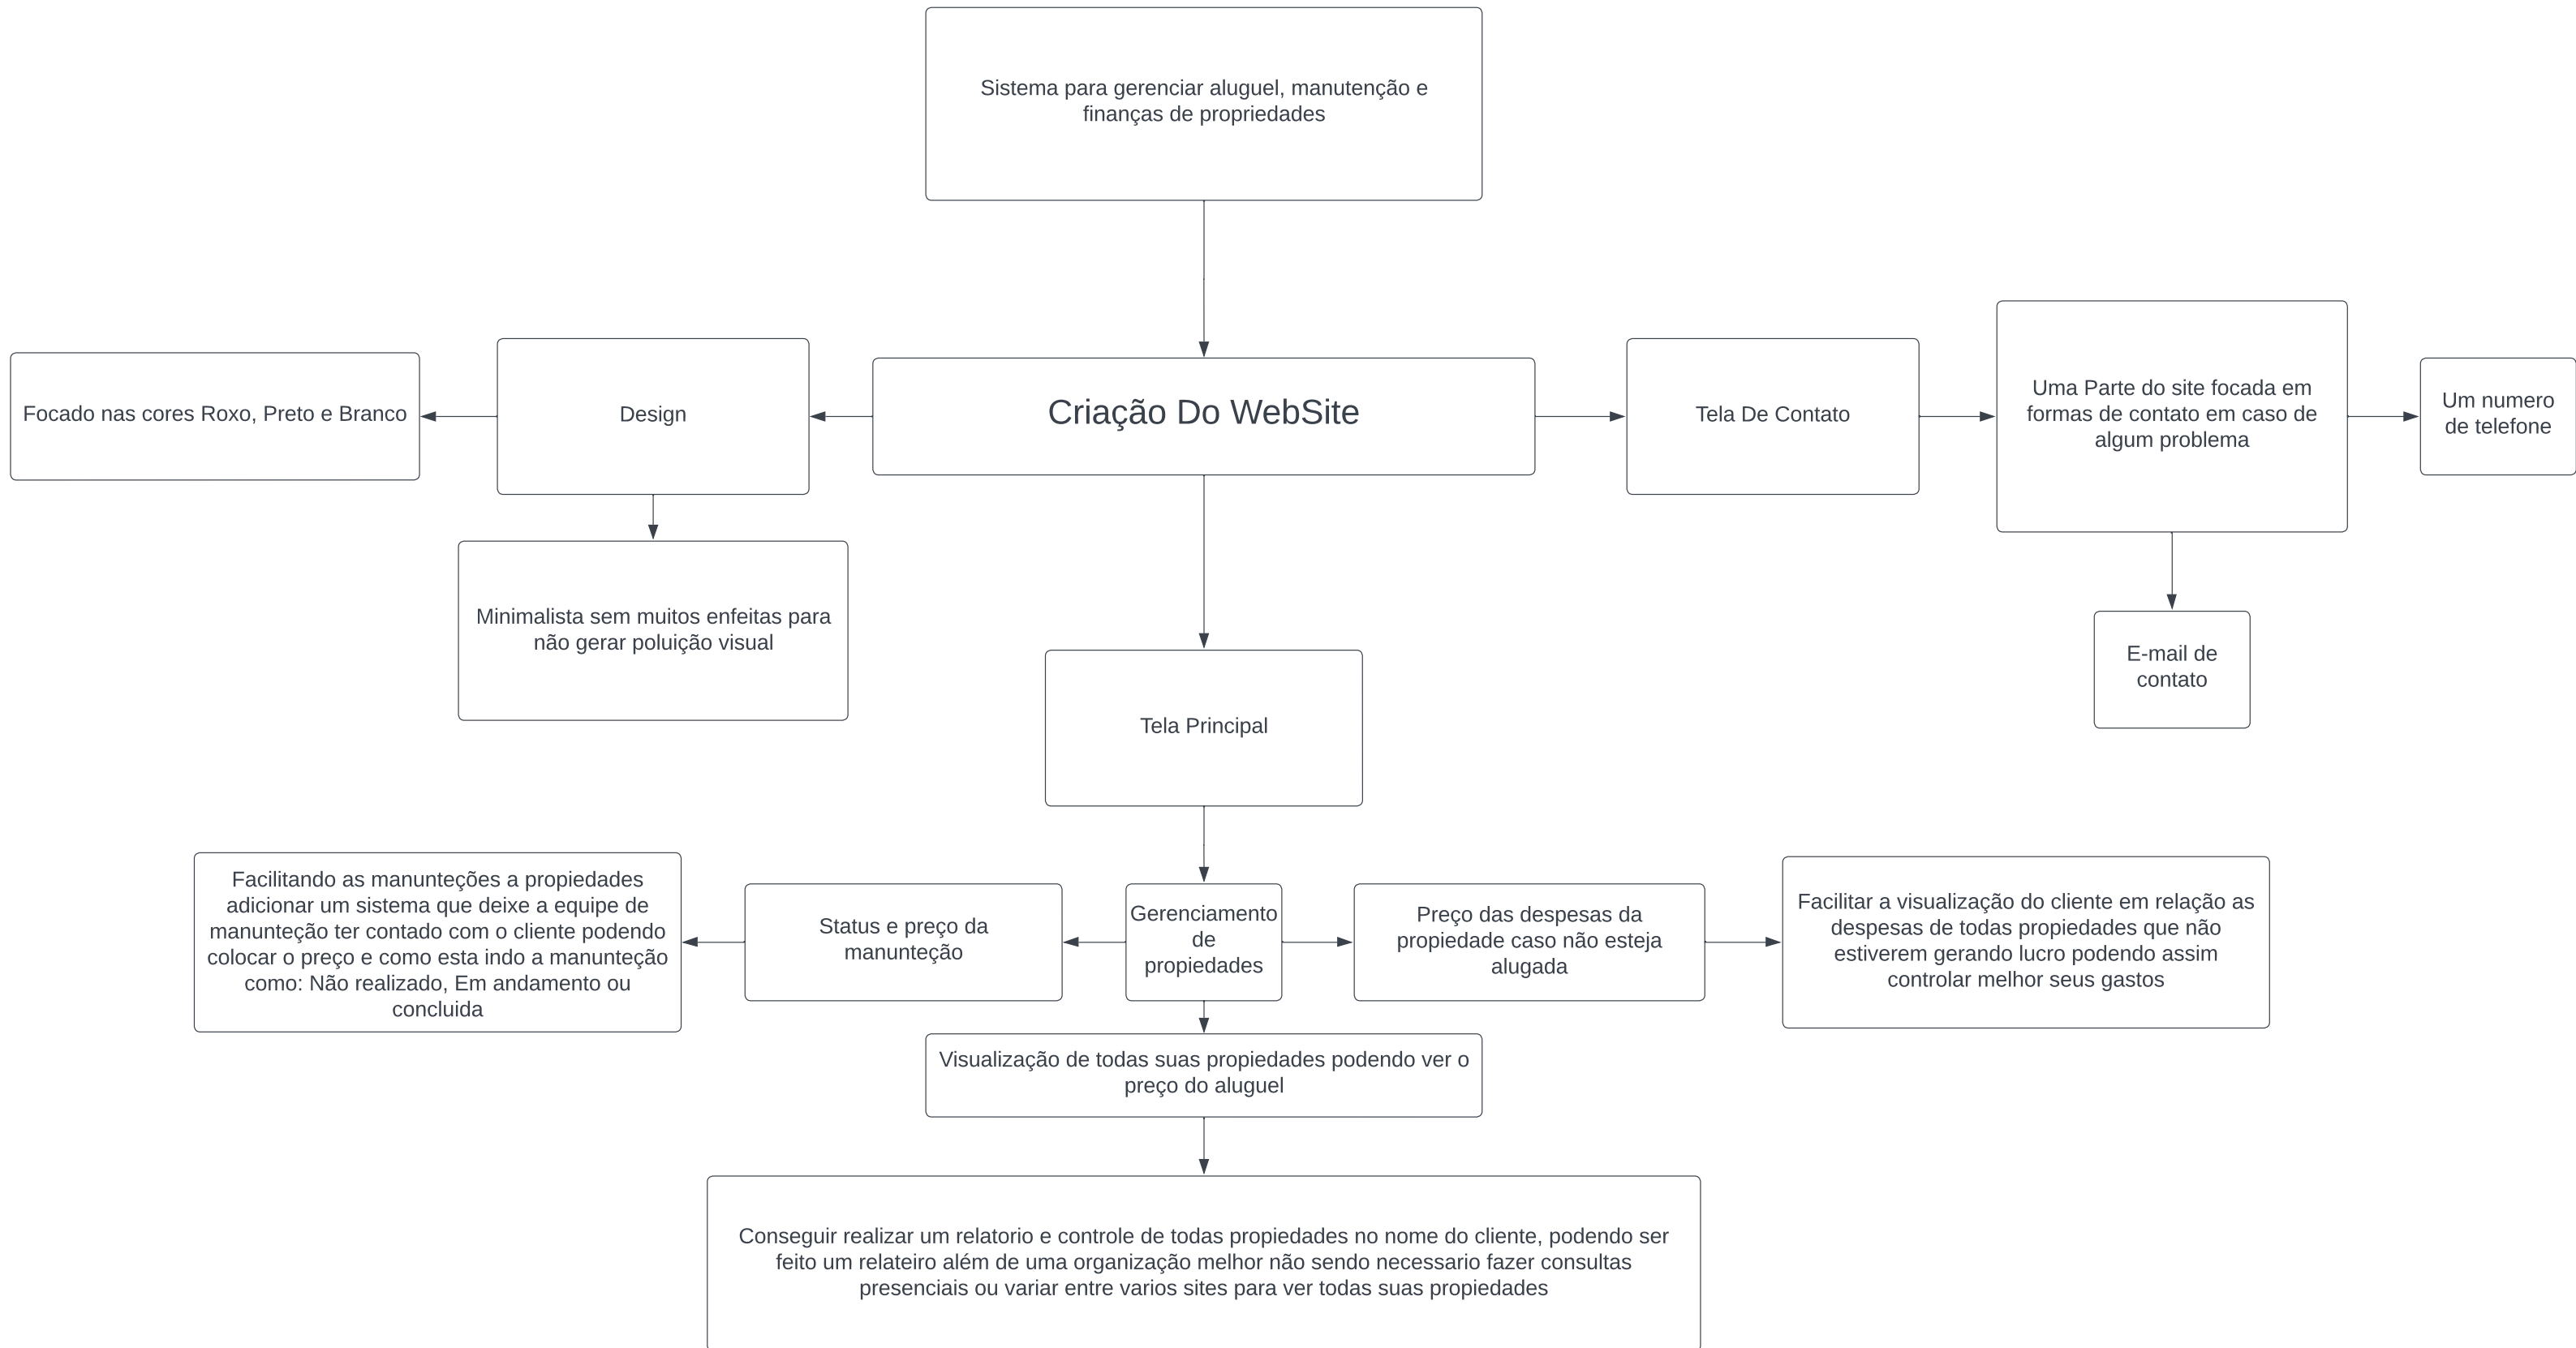 Sistema para gerenciar aluguel, manutenção e
finanças de propriedades
Focado nas cores Roxo, Preto e Branco
Design
Criação Do WebSite
Tela De Contato
Uma Parte do site focada em
formas de contato em caso de
algum problema
Um numero
de telefone
Minimalista sem muitos enfeitas para
não gerar poluição visual
E-mail de
contato
Tela Principal
Facilitando as manunteções a propiedades
adicionar um sistema que deixe a equipe de
manunteção ter contado com o cliente podendo
colocar o preço e como esta indo a manunteção
como: Não realizado, Em andamento ou
concluida
Status e preço da
manunteção
Gerenciamento
de
propiedades
Preço das despesas da
propiedade caso não esteja
alugada
Facilitar a visualização do cliente em relação as
despesas de todas propiedades que não
estiverem gerando lucro podendo assim
controlar melhor seus gastos
Visualização de todas suas propiedades podendo ver o
preço do aluguel
Conseguir realizar um relatorio e controle de todas propiedades no nome do cliente, podendo ser
feito um relateiro além de uma organização melhor não sendo necessario fazer consultas
presenciais ou variar entre varios sites para ver todas suas propiedades